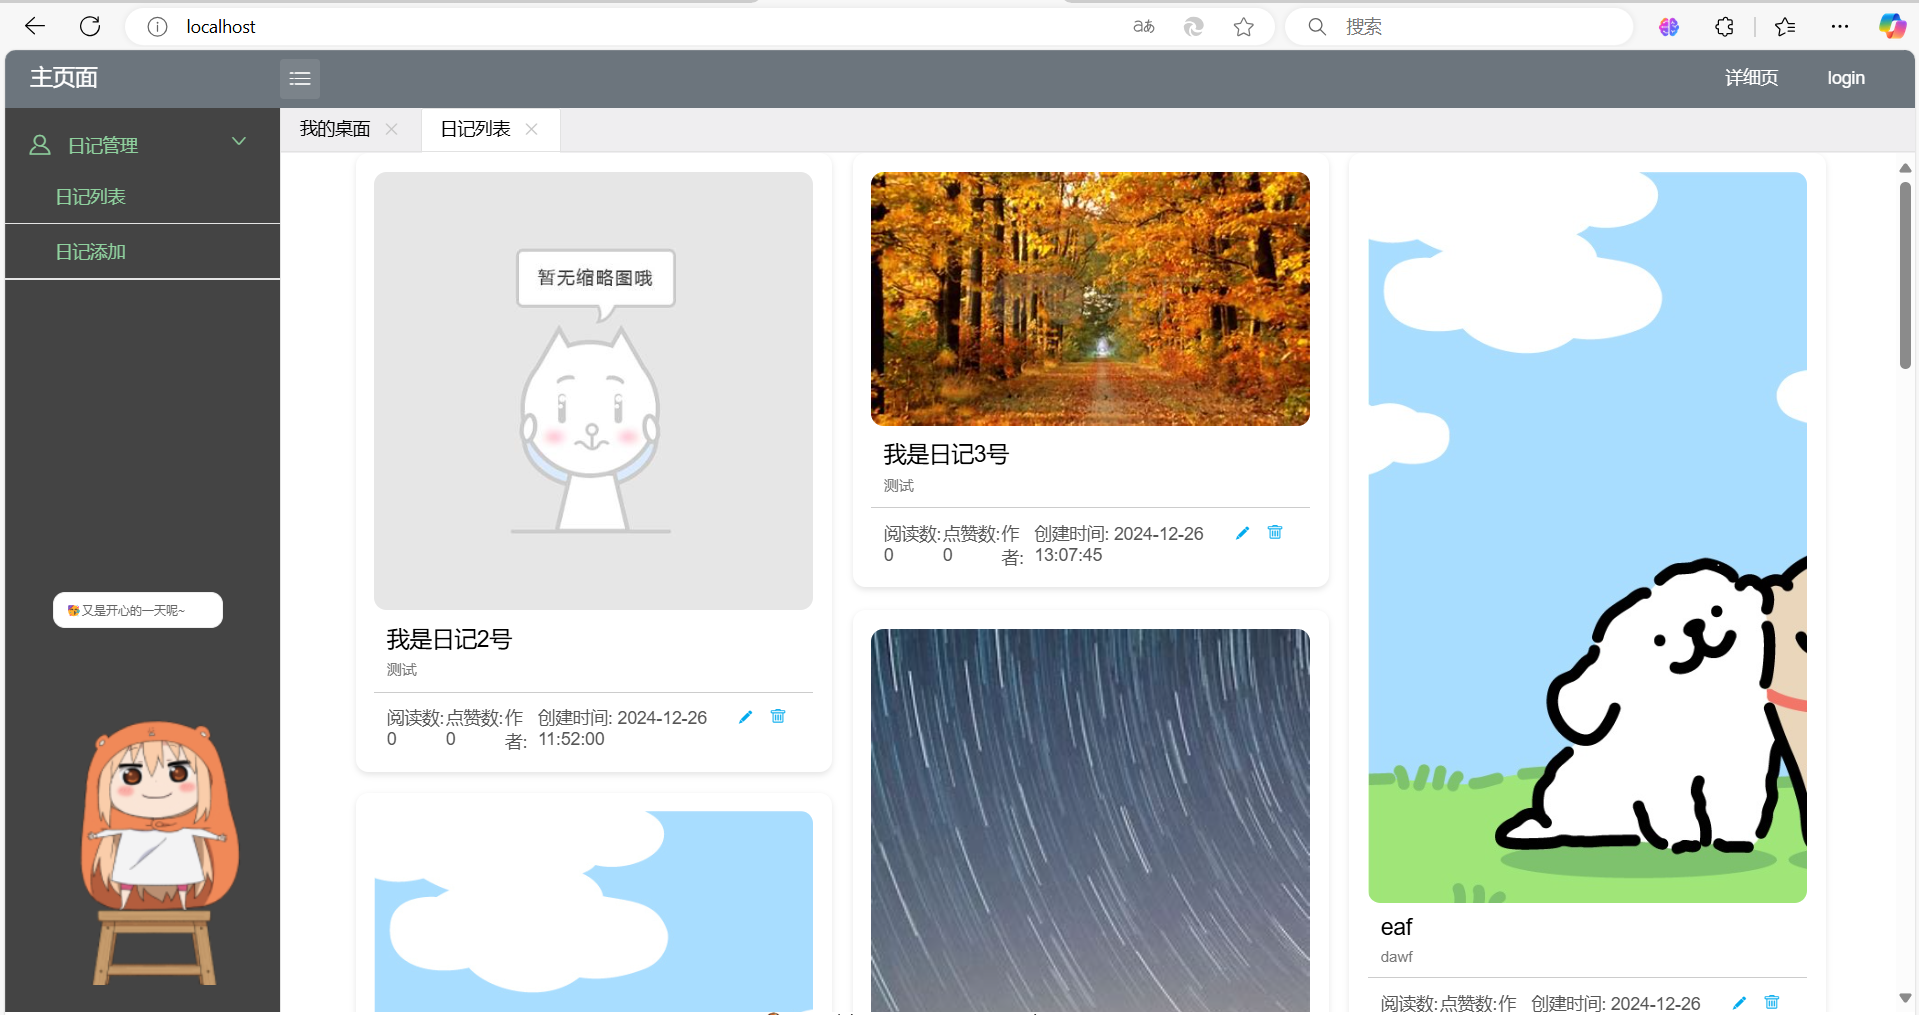 localhost
搜索
主页面
详细页
login
我的桌面
日记列表
日记管理
日记列表
日记添加
又是开心的一天呢~
暂无缩略图哦
我是日记2号
测试
阅读数: 点赞数: 作 创建时间: 2024-12-26
0 0 者: 11:52:00
我是日记3号
测试
阅读数: 点赞数: 作 创建时间: 2024-12-26
0 0 者: 13:07:45
eaf
dawf
阅读数: 点赞数: 作 创建时间: 2024-12-26